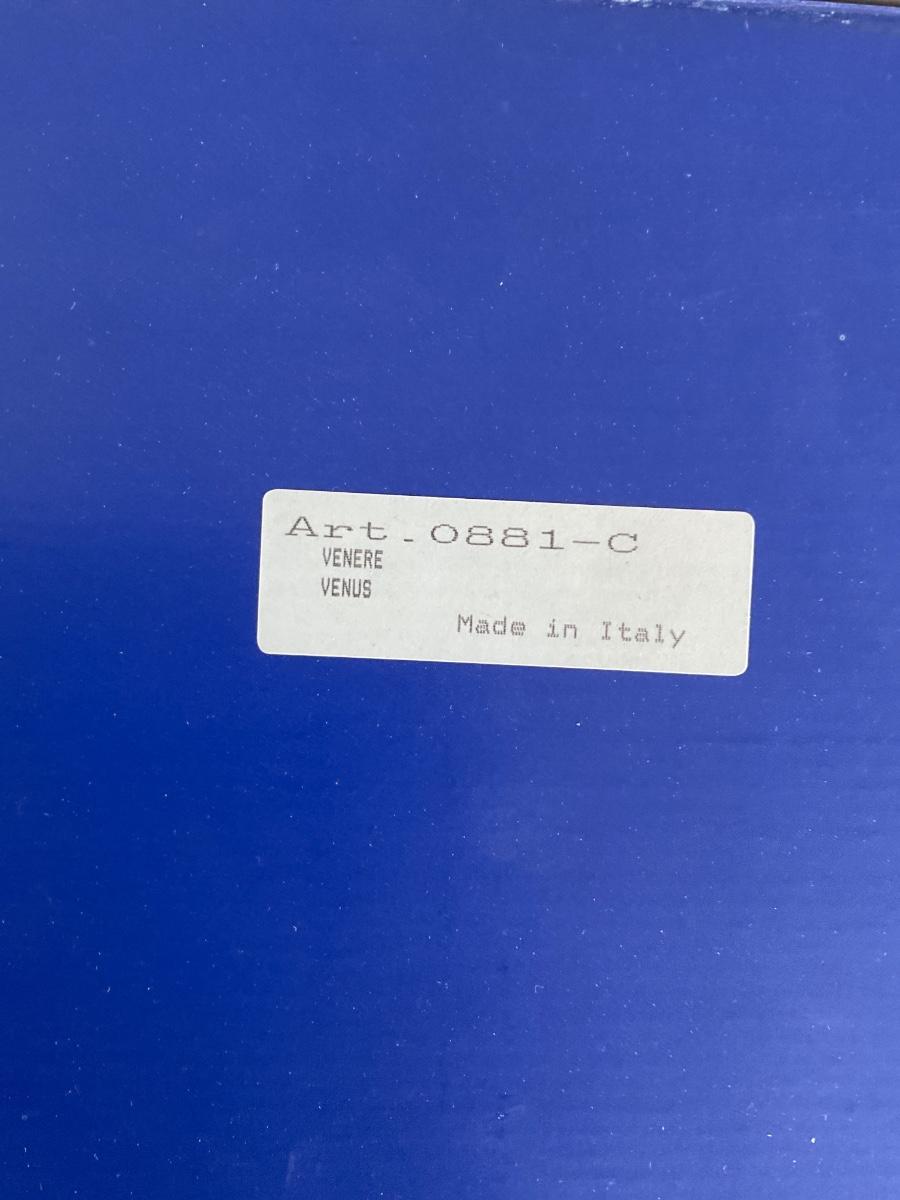 Art.0881-C
VENERE
VENUS
Made in Italy